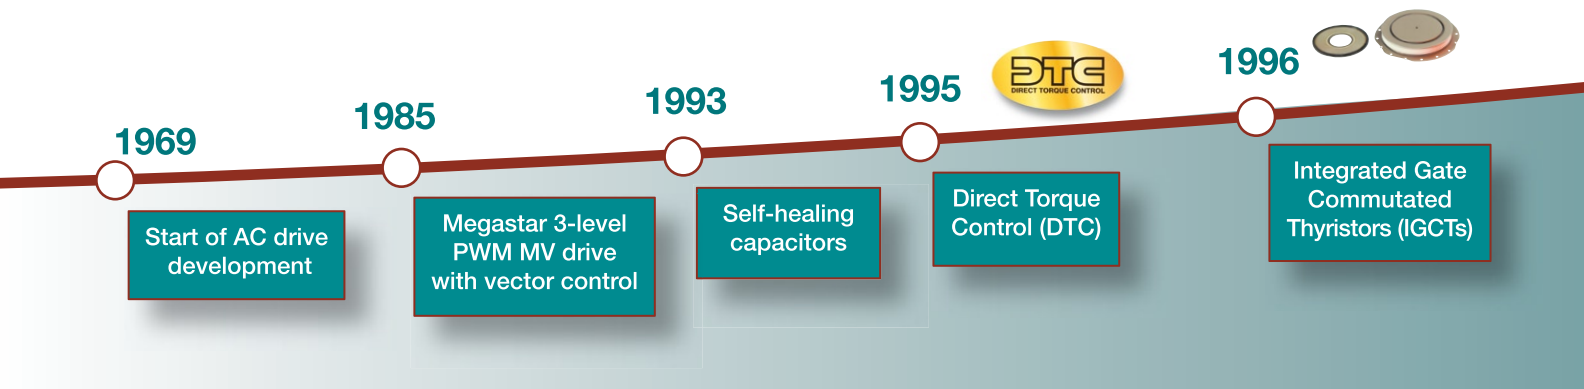 1969
Start of AC drive
development
1985
Megastar 3-level
PWM MV drive
with vector control
1993
Self-healing
capacitors
1995
DTC
DIRECT TORQUE CONTROL
Direct Torque
Control (DTC)
1996
Integrated Gate
Commutated
Thyristors (IGCTs)